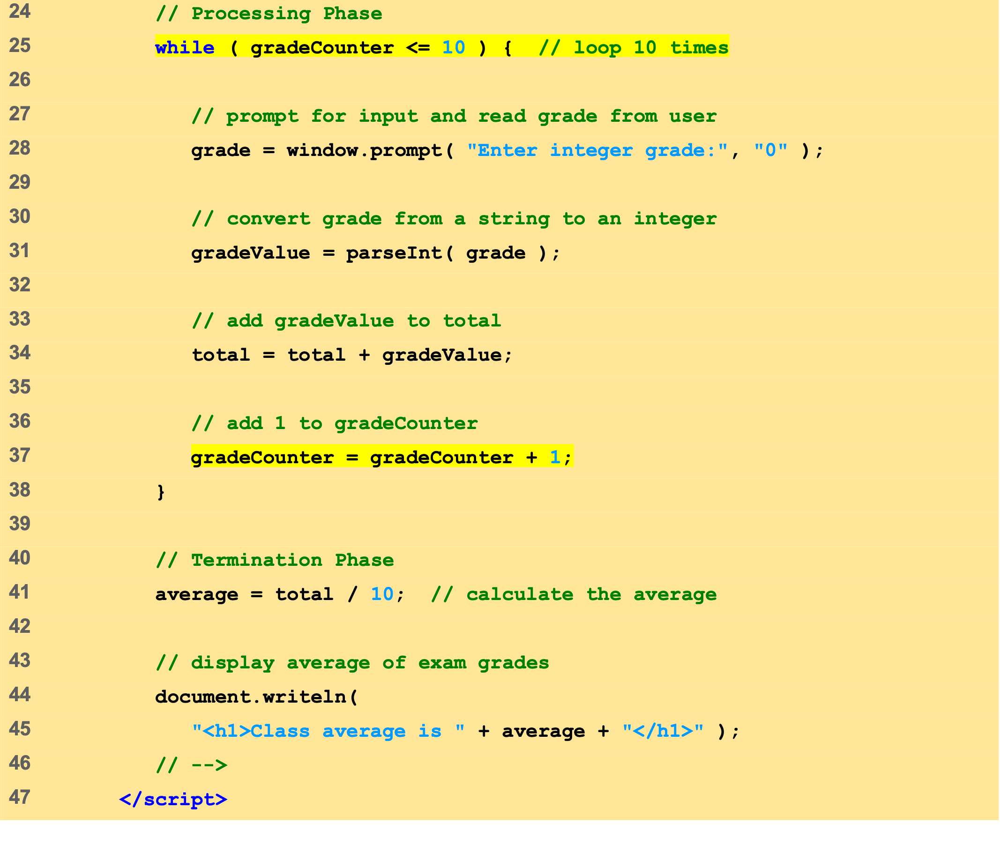 24 // Processing Phase
25 while ( gradeCounter <= 10 ) { // loop 10 times
26
27 // prompt for input and read grade from user
28 grade = window.prompt( "Enter integer grade:", "0" );
29
30 // convert grade from a string to an integer
31 gradeValue = parseInt( grade );
32
33 // add gradeValue to total
34 total = total + gradeValue;
35
36 // add 1 to gradeCounter
37 gradeCounter = gradeCounter + 1;
38 }
39
40 // Termination Phase
41 average = total / 10; // calculate the average
42
43 // display average of exam grades
44 document.writeln(
45 "<h1>Class average is " + average + "</h1>" );
46 // -->
47 </script>